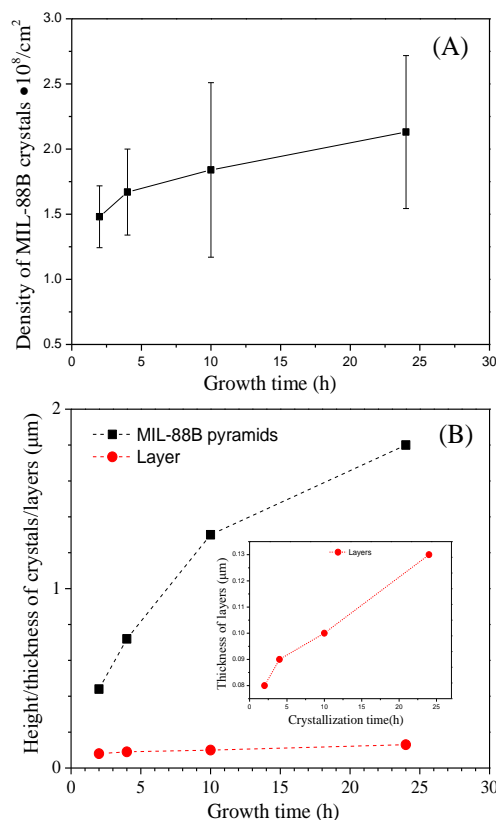 (A)
3.0
2.5
2.0
1.5
1.0
0.5
Density of MIL-88B crystals •10⁸/cm²
0 5 10 15 20 25 30
Growth time (h)
(B)
MIL-88B pyramids
Layer
2
1
0
Height/thickness of crystals/layers (μm)
Layers
0.13
0.12
0.11
0.10
0.09
0.08
Thickness of layers (μm)
0 5 10 15 20 25
Crystallization time(h)
0 5 10 15 20 25 30
Growth time (h)